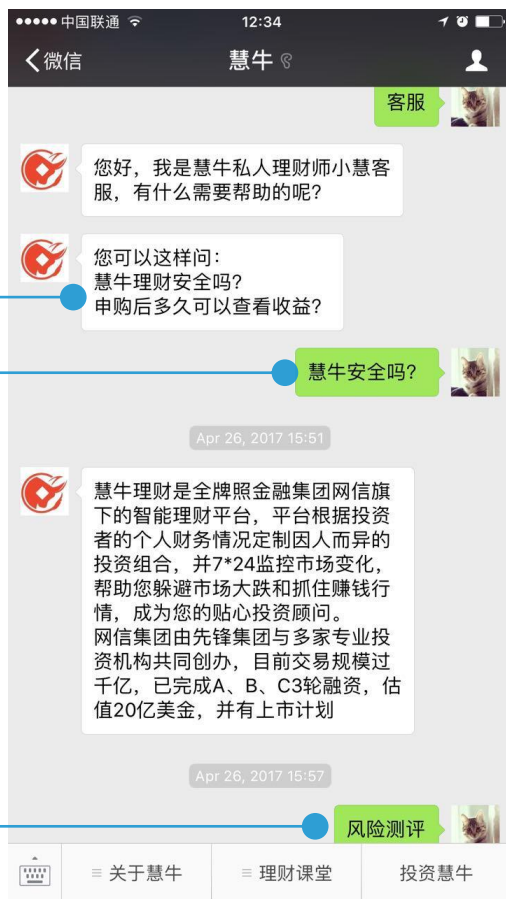 中国联通
12:34
微信
慧牛
客服
您好，我是慧牛私人理财师小慧客
服，有什么需要帮助的呢？
您可以这样问：
慧牛理财安全吗？
申购后多久可以查看收益？
慧牛安全吗？
Apr 26, 2017 15:51
慧牛理财是全牌照金融集团网信旗
下的智能理财平台，平台根据投资
者的个人财务情况定制因人而异的
投资组合，并7*24监控市场变化，
帮助您躲避市场大跌和抓住赚钱行
情，成为您的贴心投资顾问。
网信集团由先锋集团与多家专业投
资机构共同创办，目前交易规模过
千亿，已完成A、B、C3轮融资，估
值20亿美金，并有上市计划
Apr 26, 2017 15:57
风险测评
关于慧牛
理财课堂
投资慧牛